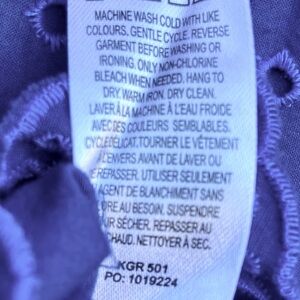 MACHINE WASH COLD WITH LIKE
COLOURS. GENTLE CYCLE. REVERSE
GARMENT BEFORE WASHING OR
IRONING. ONLY NON-CHLORINE
BLEACH WHEN NEEDED. HANG TO
DRY. WARM IRON. DRY CLEAN.
LAVER À LA MACHINE À L'EAU FROIDE
AVEC DES COULEURS SEMBLABLES.
CYCLE DÉLICAT. TOURNER LE VÊTEMENT
À L'ENVERS AVANT DE LAVER OU
REPASSER. UTILISER SEULEMENT
AGENT DE BLANCHIMENT SANS
AU BESOIN. SUSPENDRE
SÉCHER. REPASSER AU
CHAUD. NETTOYER À SEC.
KGR 501
PO: 1019224